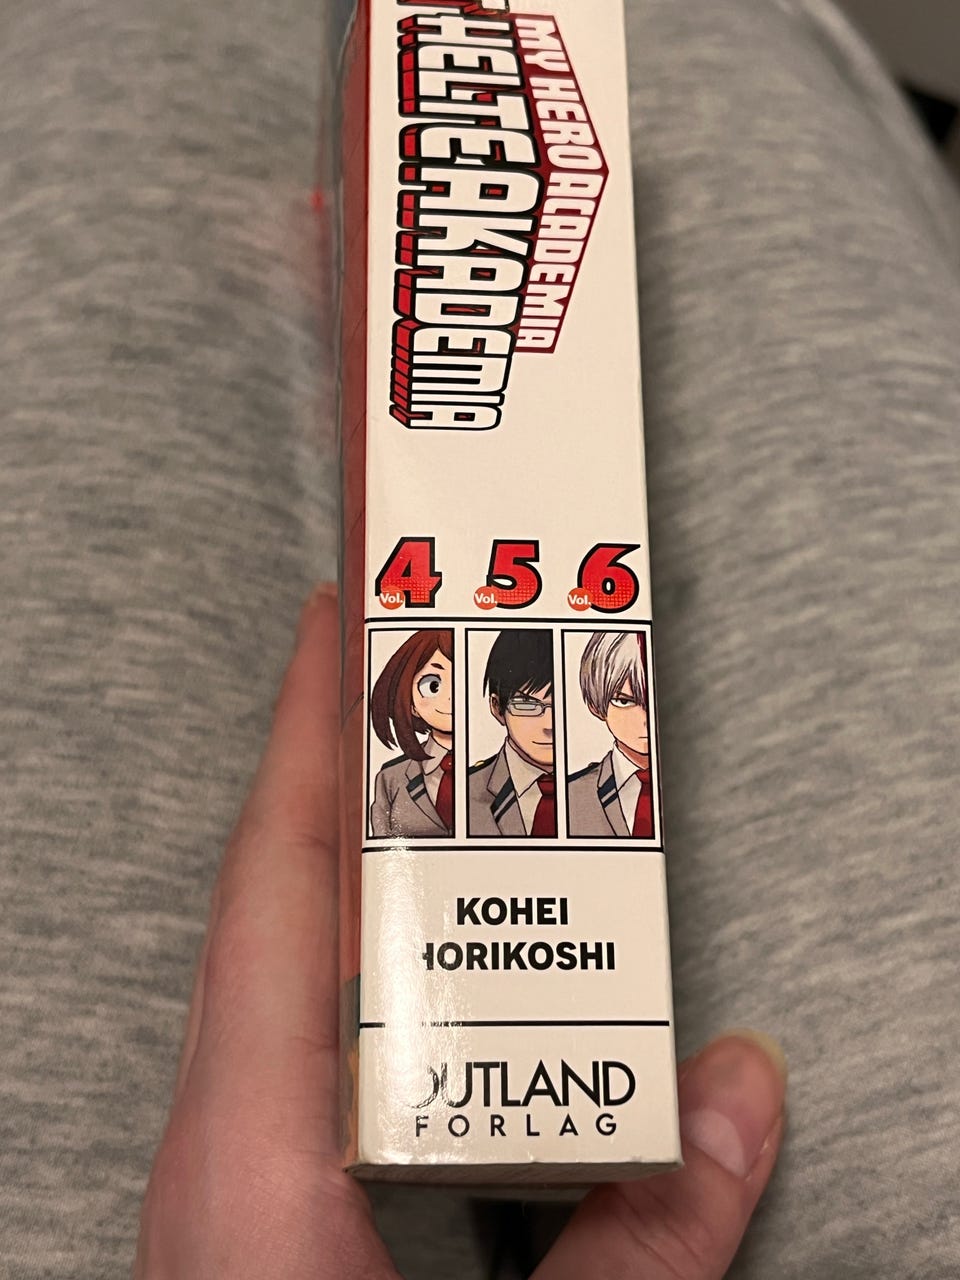 MY HERO ACADEMIA
HELTEAKADEMIA
Vol. 4 Vol. 5 Vol. 6
KOHEI
HORIKOSHI
OUTLAND
FORLAG